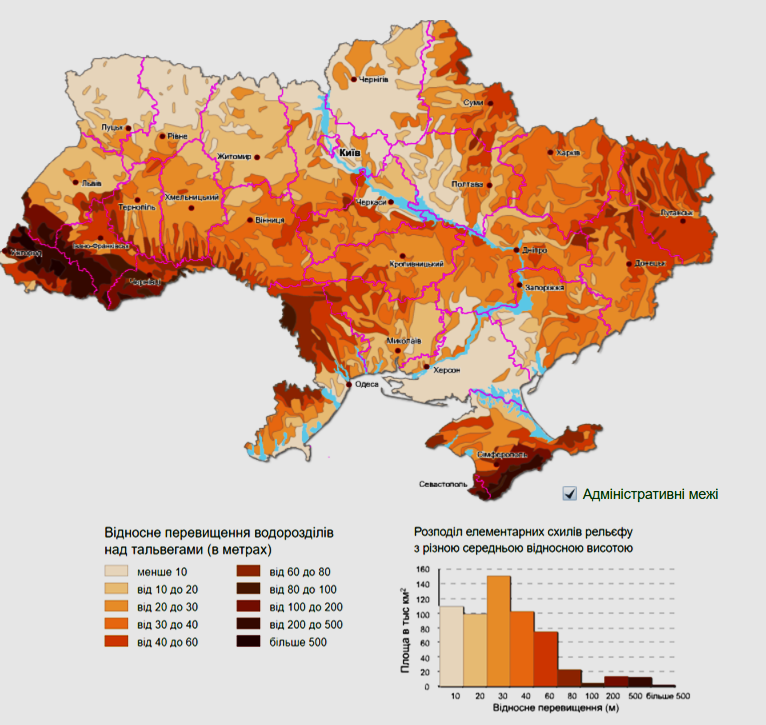 Чернігів
Суми
Луцьк
Рівне
Київ
Житомир
Харків
Львів
Полтава
Хмельницький
Тернопіль
Черкаси
Луганськ
Вінниця
Івано-Франківськ
Ужгород
Дніпро
Кропивницький
Донецьк
Чернівці
Запоріжжя
Миколаїв
Херсон
Одеса
Сімферополь
Севастополь
Адміністративні межі
Відносне перевищення вододілів
над тальвегами (в метрах)
менше 10
від 10 до 20
від 20 до 30
від 30 до 40
від 40 до 60
від 60 до 80
від 80 до 100
від 100 до 200
від 200 до 500
більше 500
Розподіл елементарних схилів рельєфу
з різною середньою відносною висотою
Площа в тыс км²
160
140
120
100
80
60
40
20
0
10 20 30 40 60 80 100 200 500 більше 500
Відносне перевищення (м)